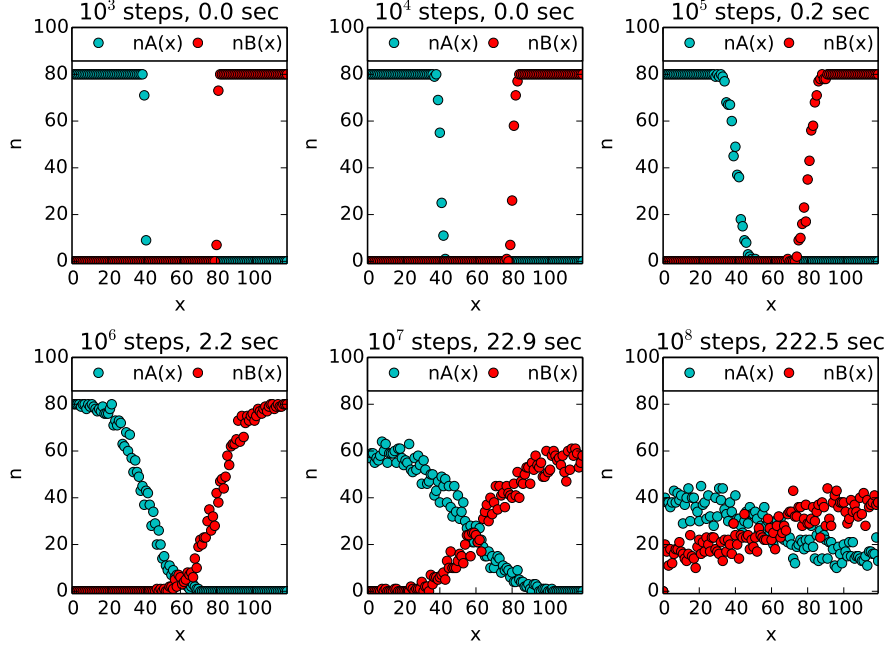 10³ steps, 0.0 sec
nA(x) nB(x)
100
80
60
40
20
0
n
0 20 40 60 80 100
x
10⁴ steps, 0.0 sec
nA(x) nB(x)
100
80
60
40
20
0
n
0 20 40 60 80 100
x
10⁵ steps, 0.2 sec
nA(x) nB(x)
100
80
60
40
20
0
n
0 20 40 60 80 100
x
10⁶ steps, 2.2 sec
nA(x) nB(x)
100
80
60
40
20
0
n
0 20 40 60 80 100
x
10⁷ steps, 22.9 sec
nA(x) nB(x)
100
80
60
40
20
0
n
0 20 40 60 80 100
x
10⁸ steps, 222.5 sec
nA(x) nB(x)
100
80
60
40
20
0
n
0 20 40 60 80 100
x